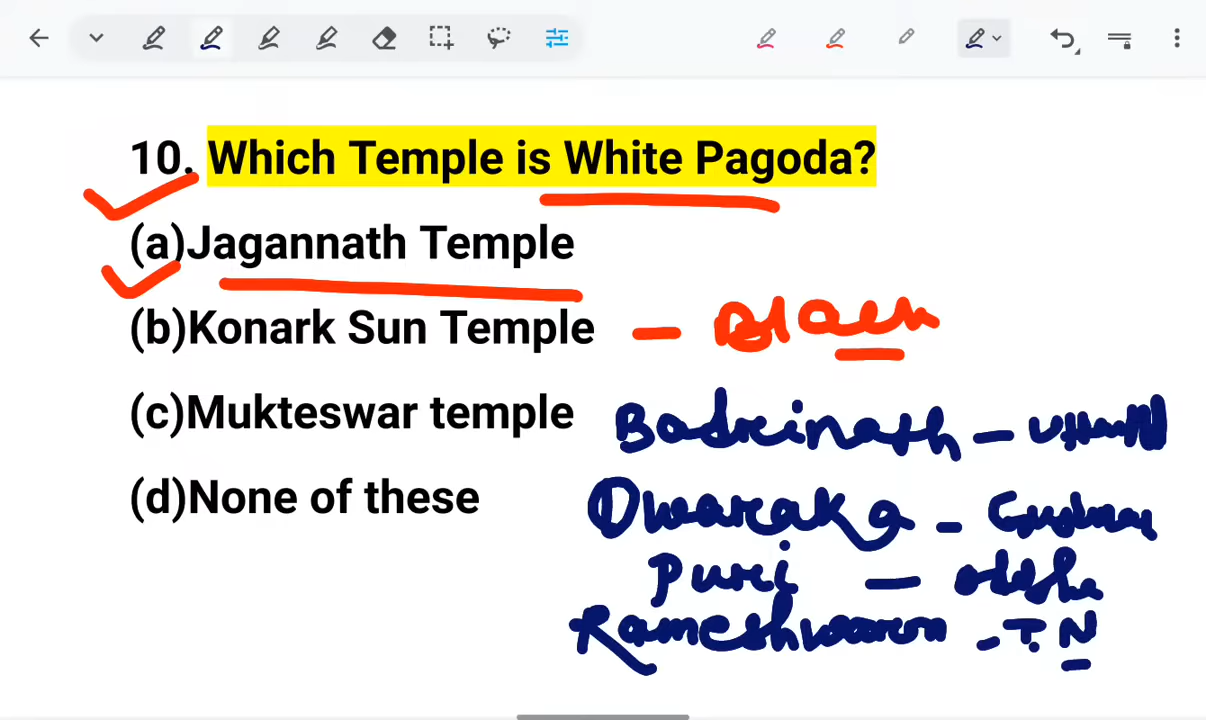 10. Which Temple is White Pagoda?
(a)Jagannath Temple
(b)Konark Sun Temple - Black
(c)Mukteswar temple
Badrinath -
(d)None of these
Dwaraka - Gujarat
Puri - Odisha
Rameshwaram - T.N